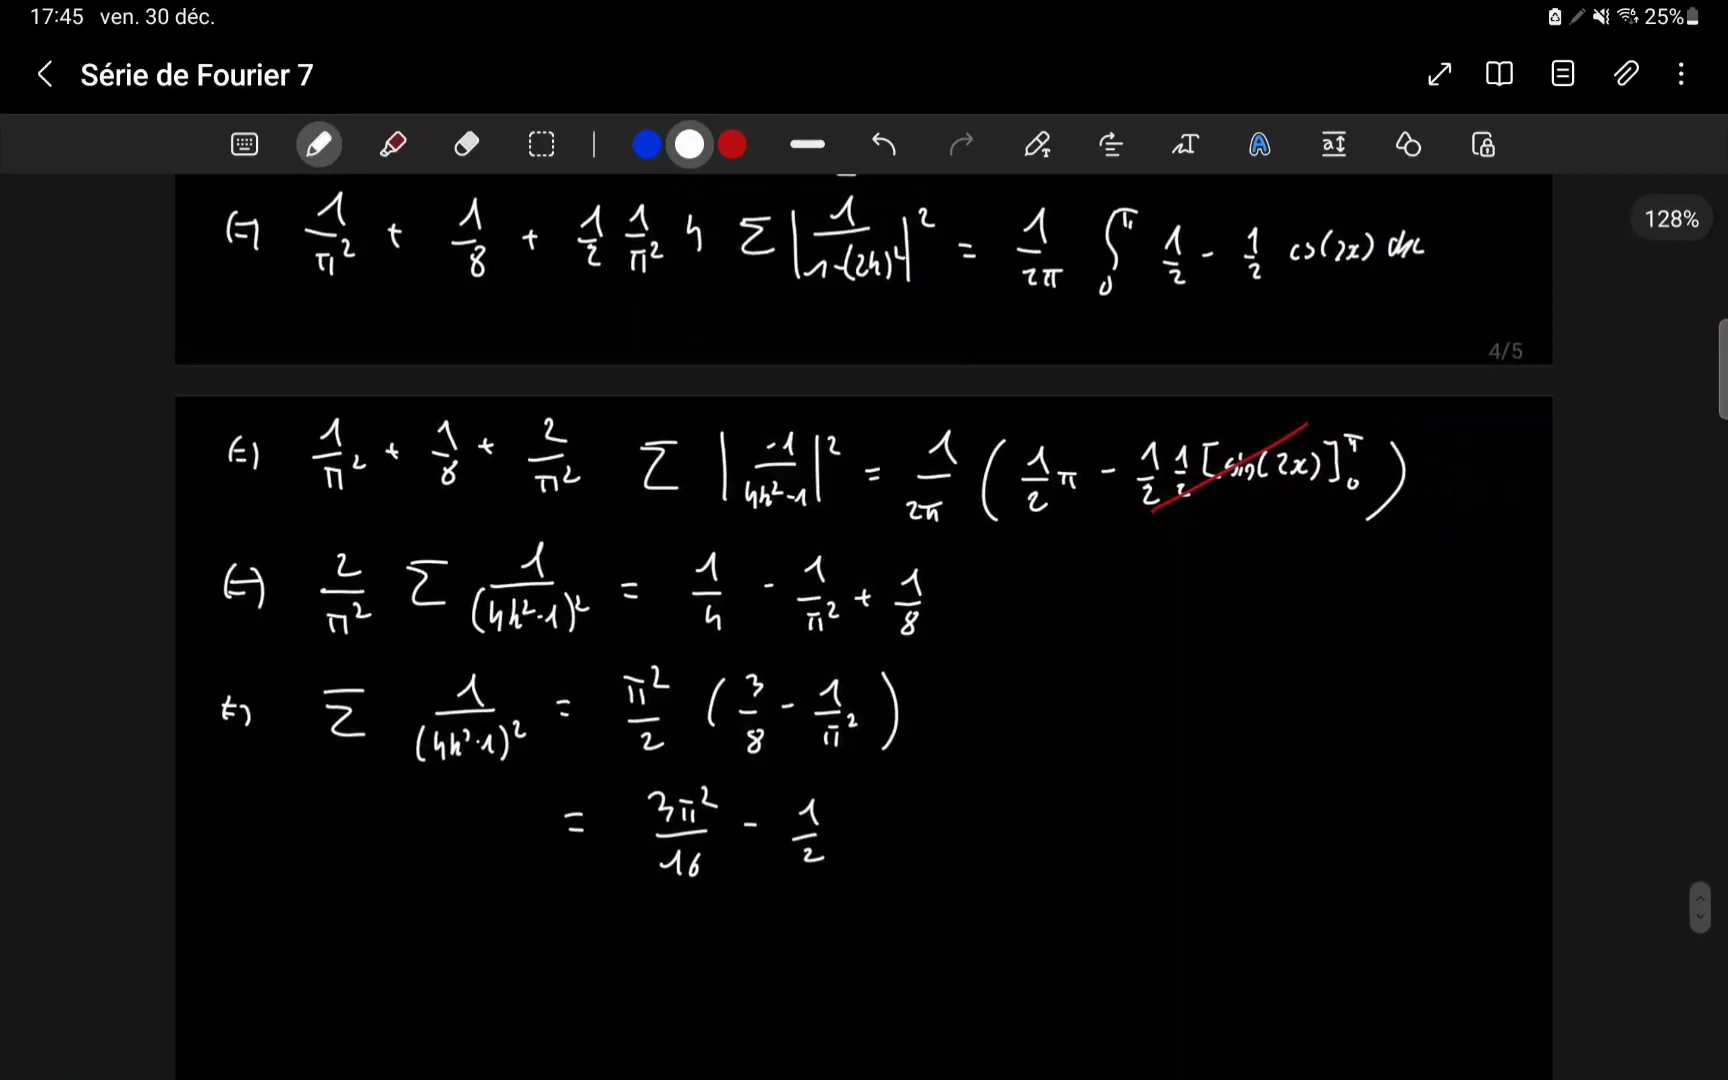 17:45 ven. 30 déc.
25%
Série de Fourier 7
128%
(=) 1/π² + 1/8 + 1/2 1/π² 4 Σ |1/(1-(2k)²)|² = 1/2π ∫₀^π 1/2 - 1/2 cs(2x) dx
4/5
(=) 1/π² + 1/8 + 2/π² Σ |-1/(4k²-1)|² = 1/2π (1/2 π - 1/2 1/2 [sin(2x)]₀^π)
(=) 2/π² Σ 1/(4k²-1)² = 1/4 - 1/π² + 1/8
(=) Σ 1/(4k²-1)² = π²/2 (3/8 - 1/π²)
= 3π²/16 - 1/2